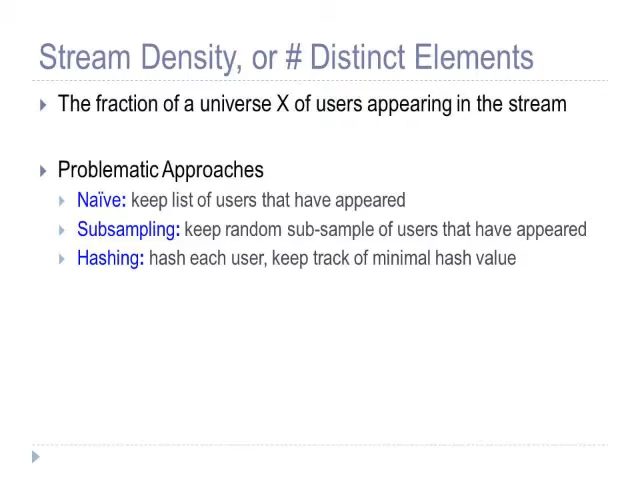 Stream Density, or # Distinct Elements
The fraction of a universe X of users appearing in the stream
Problematic Approaches
Naïve: keep list of users that have appeared
Subsampling: keep random sub-sample of users that have appeared
Hashing: hash each user, keep track of minimal hash value